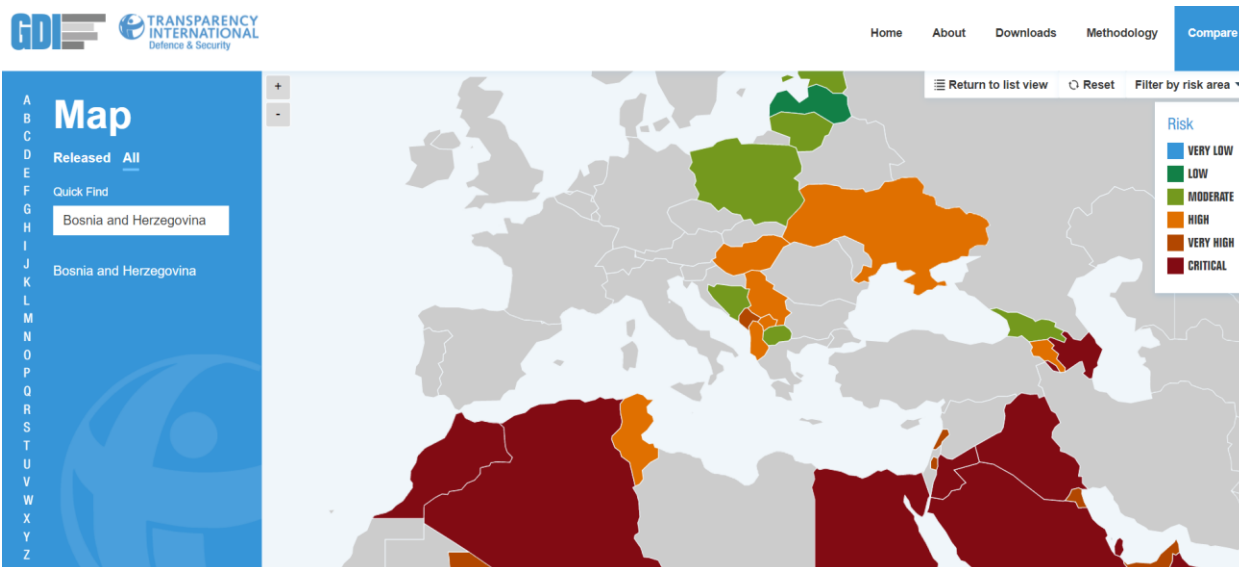 GDI
TRANSPARENCY
INTERNATIONAL
Defence & Security
Home About Downloads Methodology Compare
A
B
C
D
E
F
G
H
I
J
K
L
M
N
O
P
Q
R
S
T
U
V
W
X
Y
Z
Map
Released All
Quick Find
Bosnia and Herzegovina
Bosnia and Herzegovina
+
-
Return to list view Reset Filter by risk area
Risk
VERY LOW
LOW
MODERATE
HIGH
VERY HIGH
CRITICAL